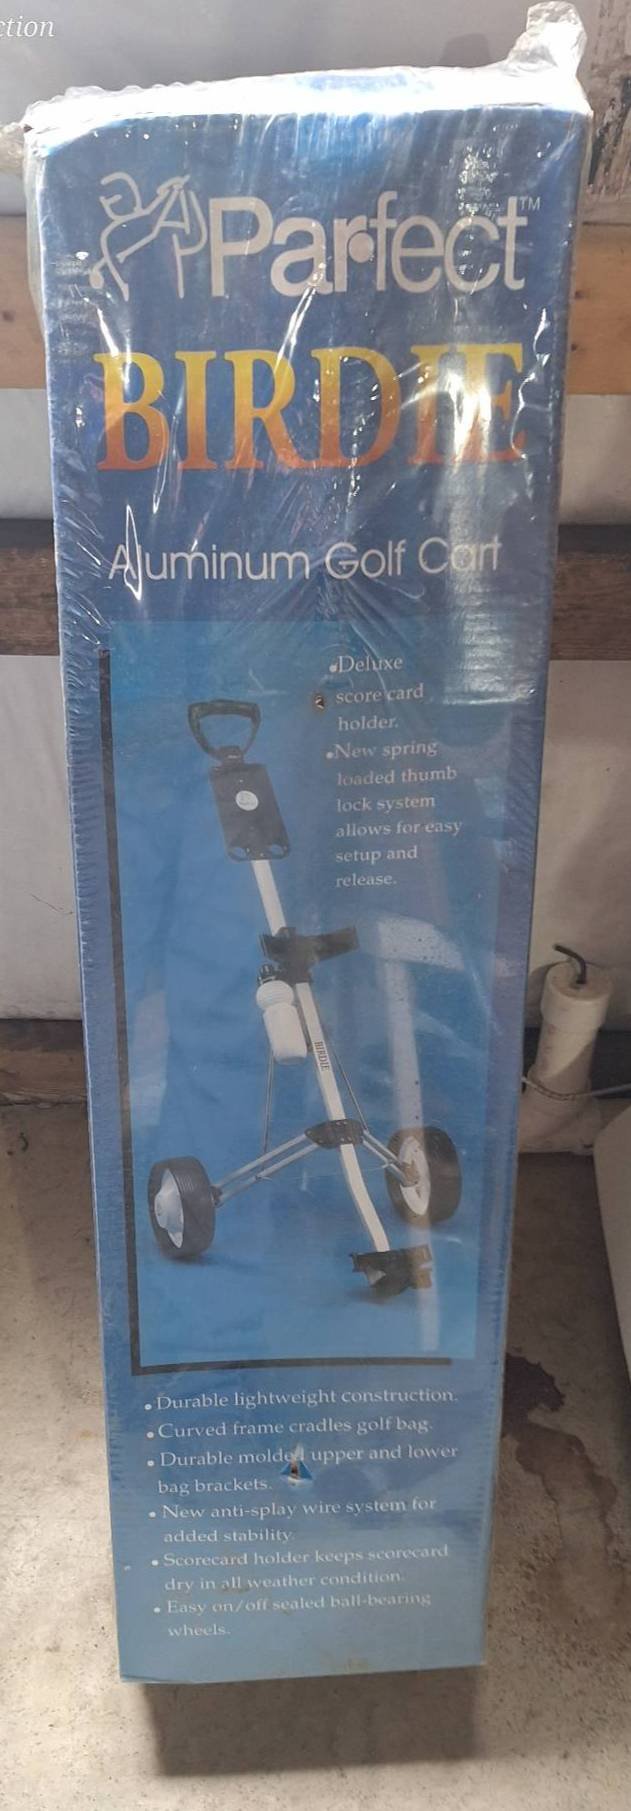 ction
Parfect™
BIRDIE
Aluminum Golf Cart
•Deluxe
score card
holder.
•New spring
loaded thumb
lock system
allows for easy
setup and
release.
BIRDIE
• Durable lightweight construction.
• Curved frame cradles golf bag.
• Durable molded upper and lower
bag brackets.
• New anti-splay wire system for
added stability.
• Scorecard holder keeps scorecard
dry in all weather condition.
• Easy on/off sealed ball-bearing
wheels.